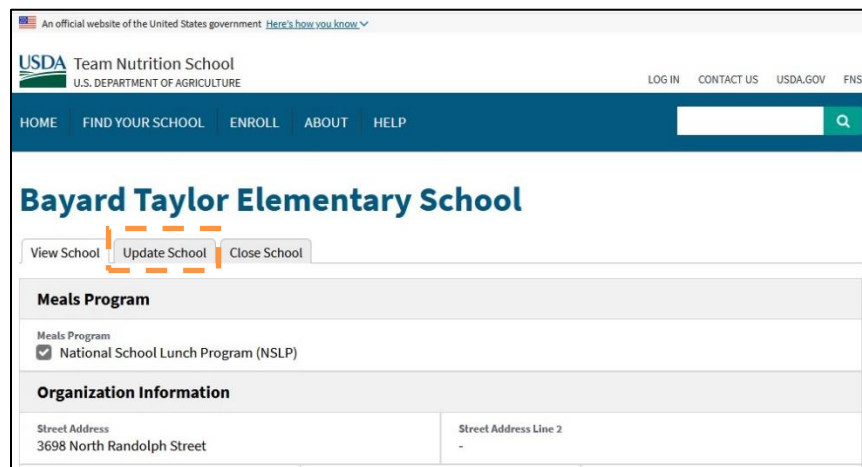 An official website of the United States government Here's how you know
USDA Team Nutrition School
U.S. DEPARTMENT OF AGRICULTURE
LOG IN CONTACT US USDA.GOV FNS
HOME FIND YOUR SCHOOL ENROLL ABOUT HELP
Bayard Taylor Elementary School
View School Update School Close School
Meals Program
Meals Program
National School Lunch Program (NSLP)
Organization Information
Street Address Street Address Line 2
3698 North Randolph Street -